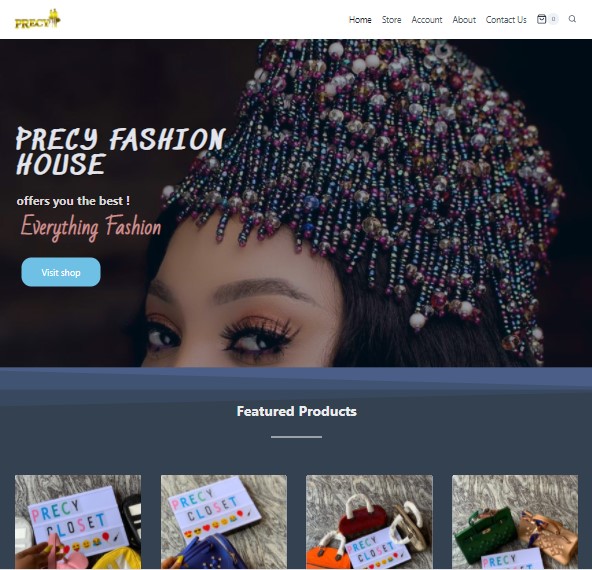 PRECY
Home Store Account About Contact Us 0
PRECY FASHION
HOUSE
offers you the best !
Everything Fashion
Visit shop
Featured Products
PRECY
CLOSET
PRECY
CLOSET
PRECY
CLOSET
PRECY
CLOSET